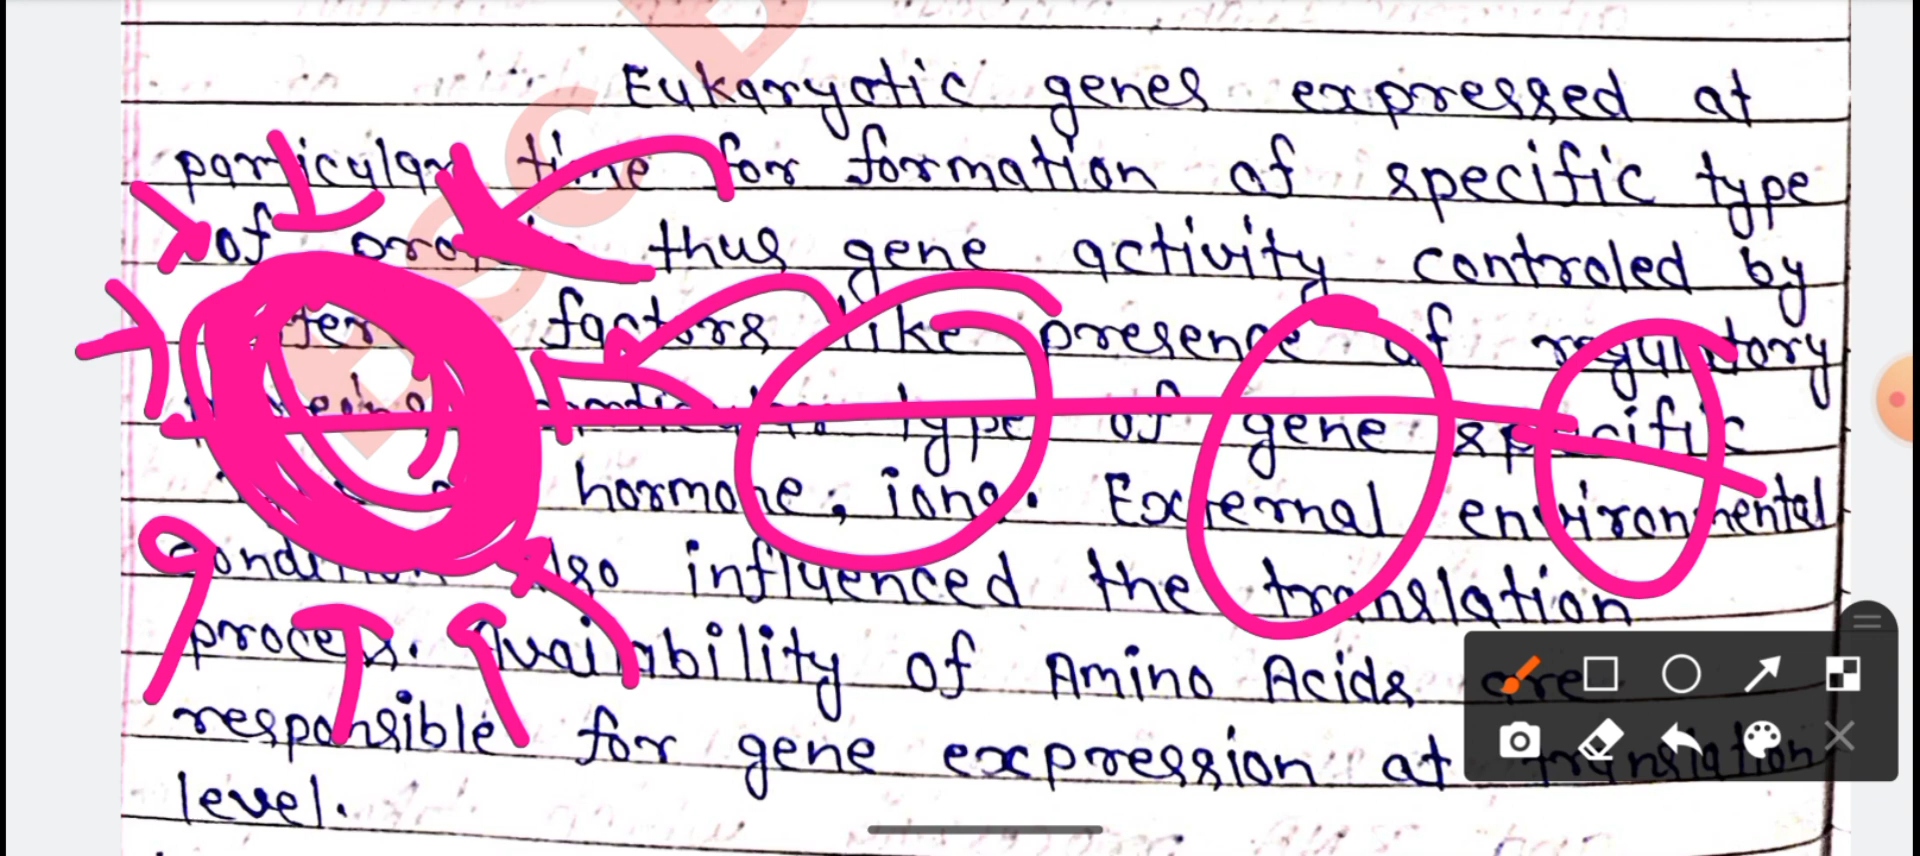 Eukaryotic genes expressed at
particular time for formation of specific type
of thus gene activity controled by
factors like presence of regulatory
type of gene specific
hormone, ions. External environmental
also influenced the translation
process. Availability of Amino Acids are
responsible for gene expression at translation
level.